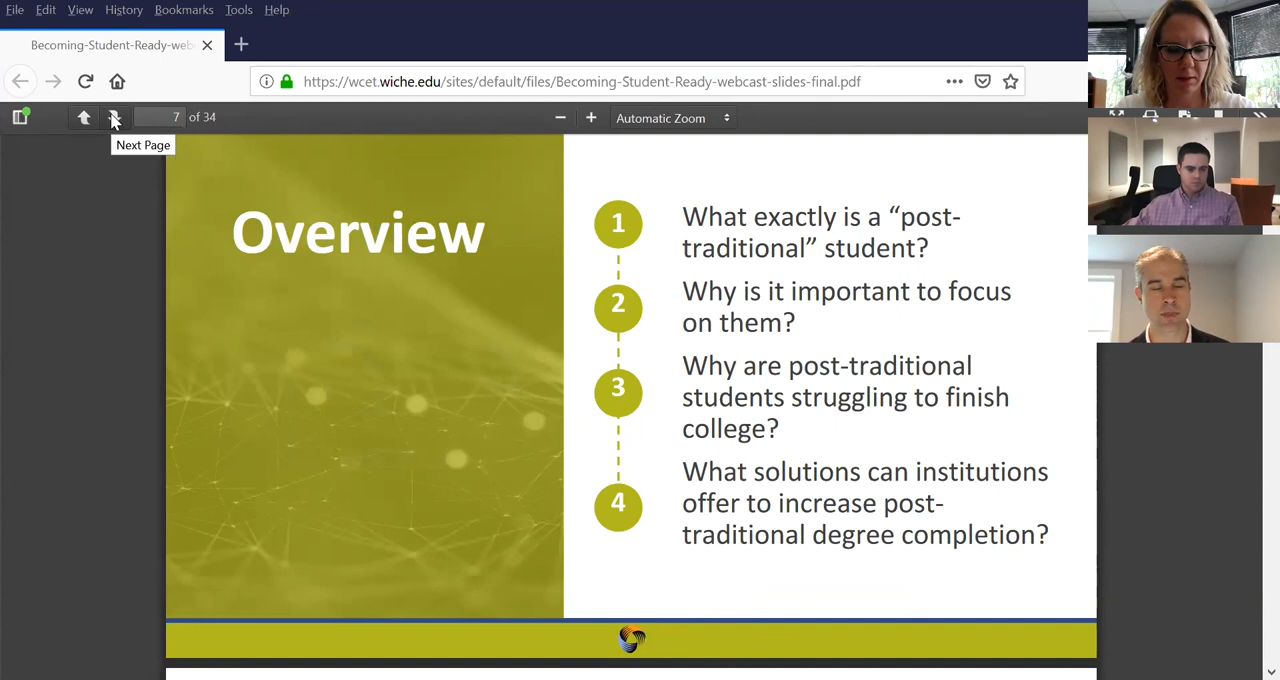 File Edit View History Bookmarks Tools Help
Becoming-Student-Ready-web
https://wcet.wiche.edu/sites/default/files/Becoming-Student-Ready-webcast-slides-final.pdf
7 of 34
Automatic Zoom
Next Page
Overview
1
What exactly is a “post-
traditional” student?
2
Why is it important to focus
on them?
3
Why are post-traditional
students struggling to finish
college?
4
What solutions can institutions
offer to increase post-
traditional degree completion?